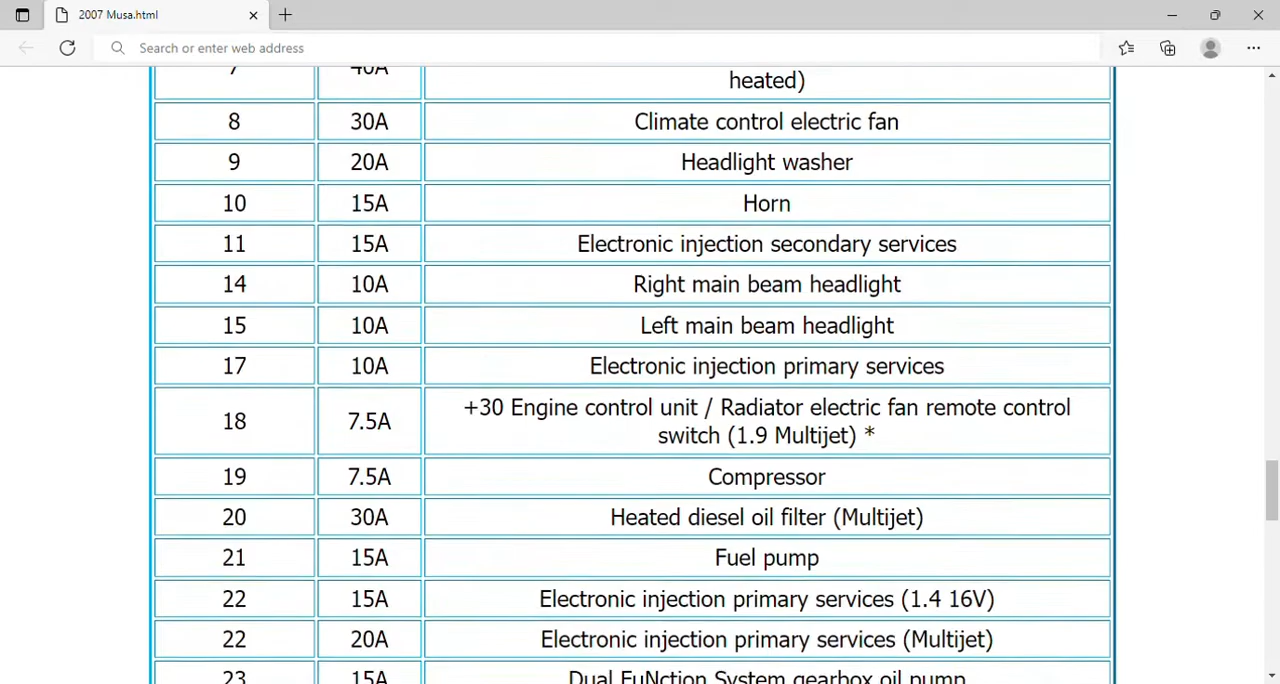 2007 Musa.html
Search or enter web address
7 40A heated)
8 30A Climate control electric fan
9 20A Headlight washer
10 15A Horn
11 15A Electronic injection secondary services
14 10A Right main beam headlight
15 10A Left main beam headlight
17 10A Electronic injection primary services
18 7.5A +30 Engine control unit / Radiator electric fan remote control
switch (1.9 Multijet) *
19 7.5A Compressor
20 30A Heated diesel oil filter (Multijet)
21 15A Fuel pump
22 15A Electronic injection primary services (1.4 16V)
22 20A Electronic injection primary services (Multijet)
23 15A Dual FuNction System gearbox oil pump